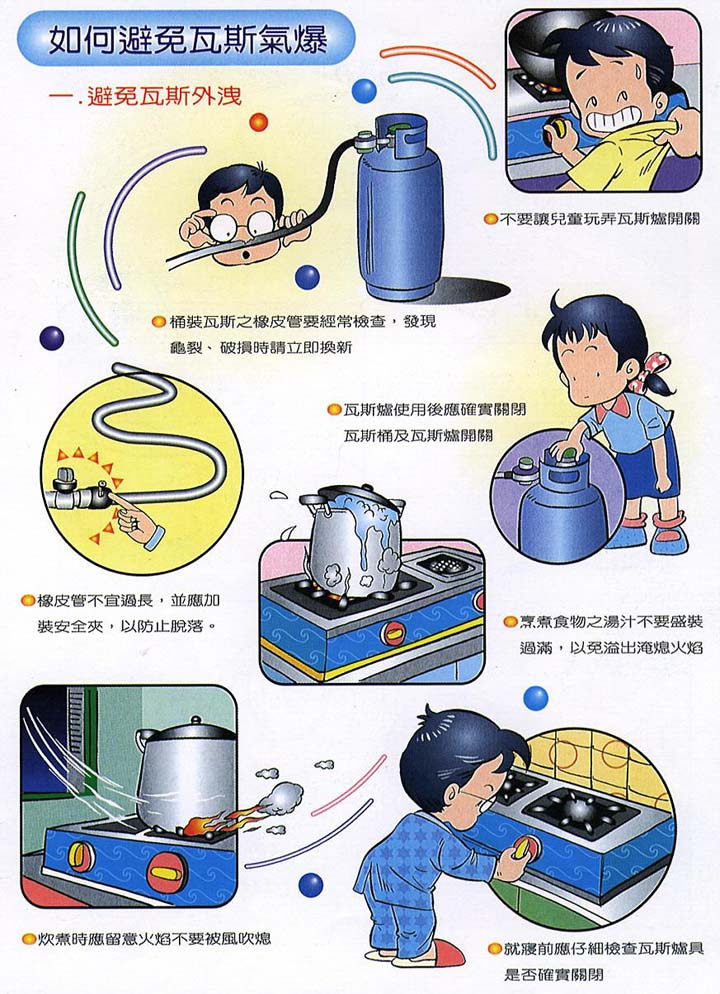 如何避免瓦斯氣爆
一.避免瓦斯外洩
不要讓兒童玩弄瓦斯爐開關
桶裝瓦斯之橡皮管要經常檢查，發現
龜裂、破損時請立即換新
瓦斯爐使用後應確實關閉
瓦斯桶及瓦斯爐開關
橡皮管不宜過長，並應加
裝安全夾，以防止脫落。
烹煮食物之湯汁不要盛裝
過滿，以免溢出淹熄火焰
炊煮時應留意火焰不要被風吹熄
就寢前應仔細檢查瓦斯爐具
是否確實關閉